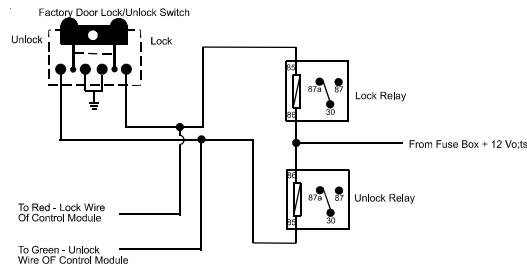 Factory Door Lock/Unlock Switch
Unlock
Lock
85
87a
87
30
86
Lock Relay
From Fuse Box + 12 Vo;ts
86
87a
87
30
85
Unlock Relay
To Red - Lock Wire
Of Control Module
To Green - Unlock
Wire OF Control Module